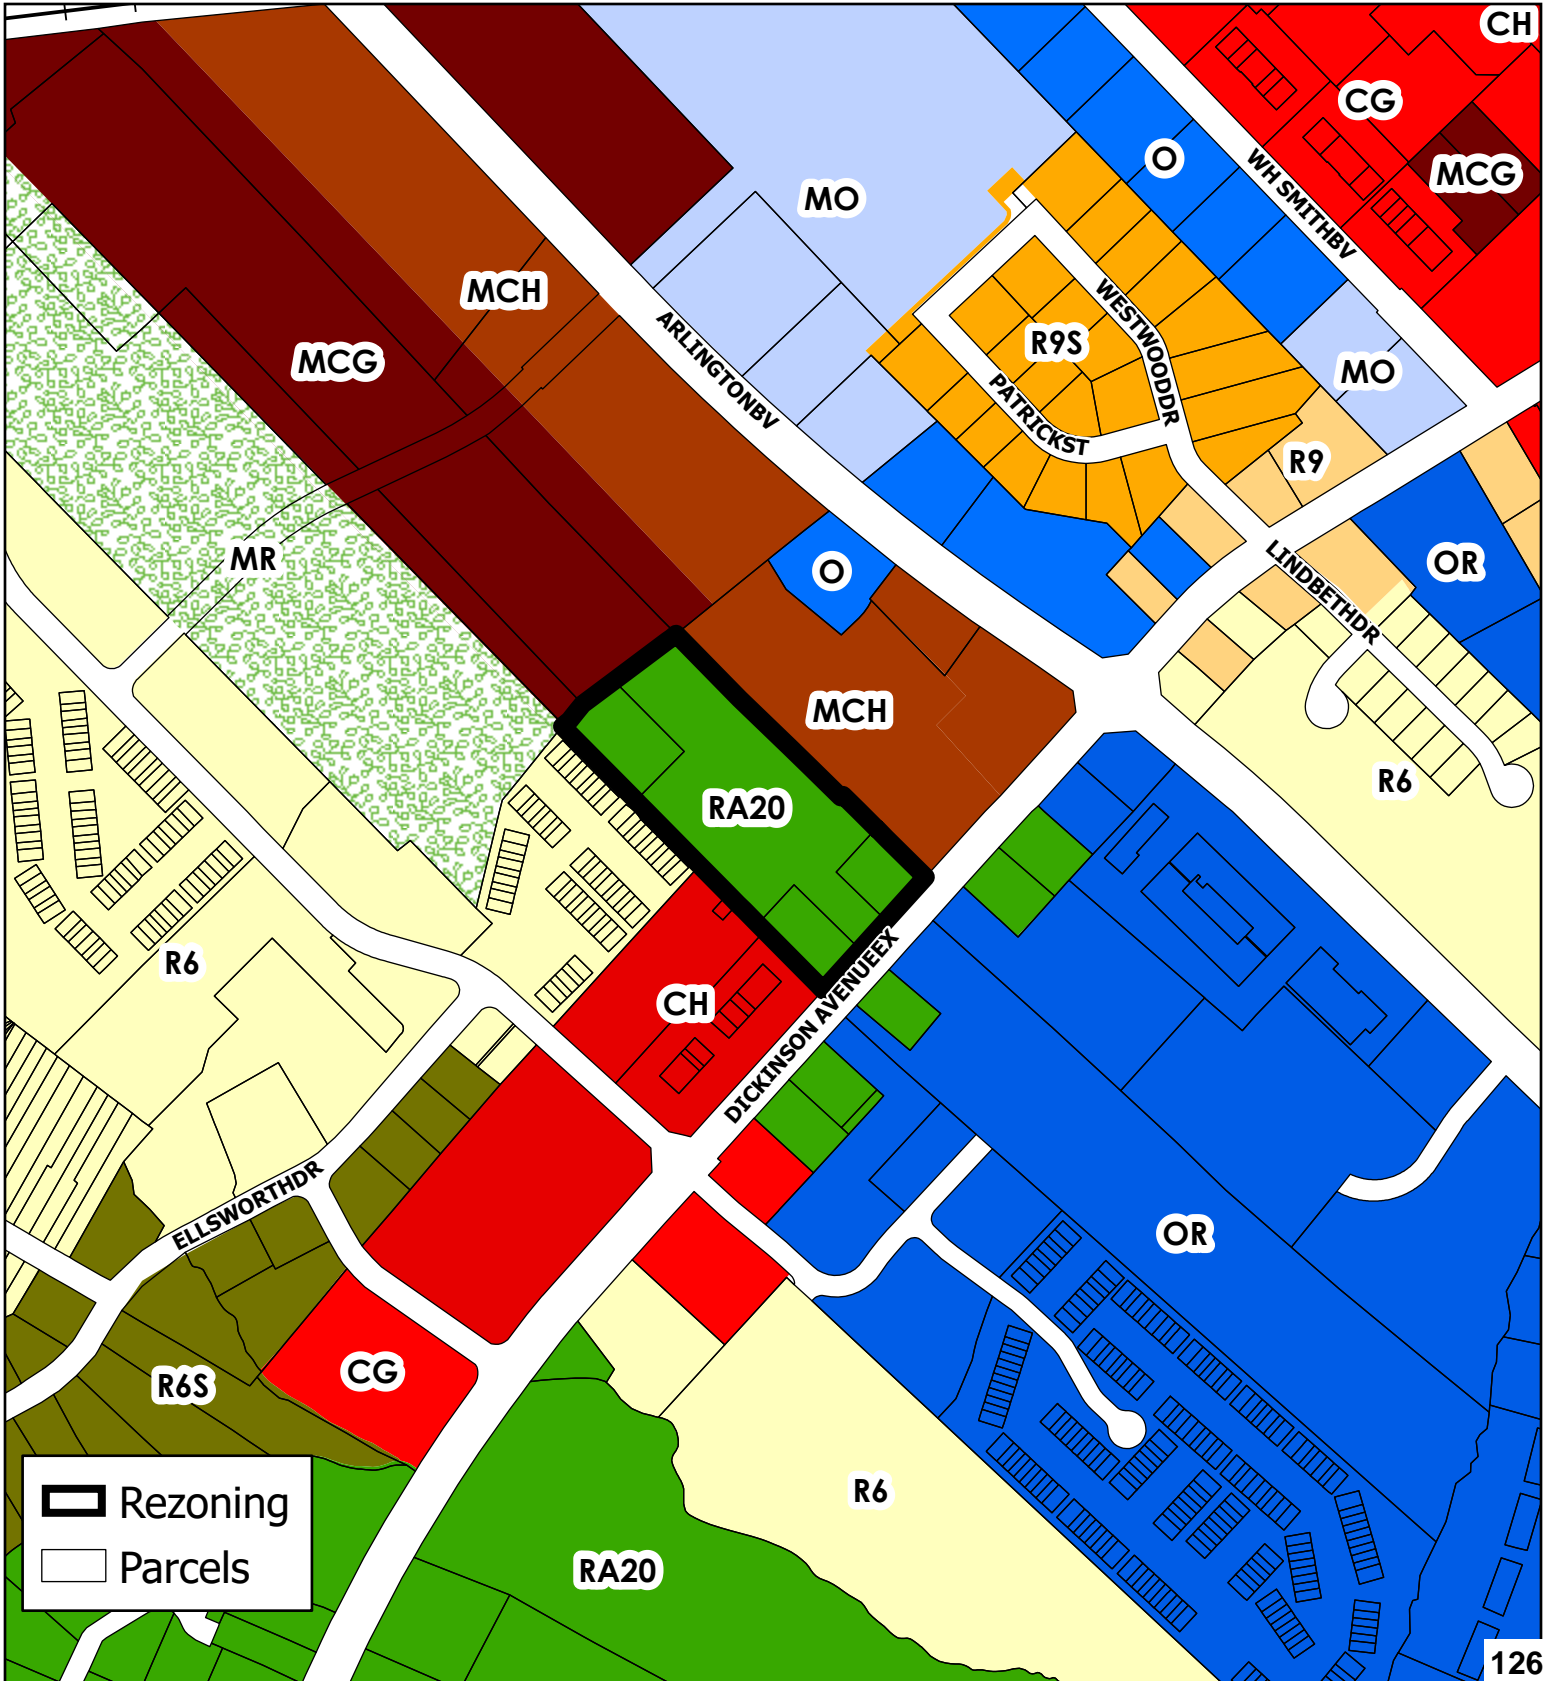 CH
CG
O
WH SMITHBV
MCG
MO
MCH
WESTWOODDR
ARLINGTONBV
R9S
MCG
MO
PATRICKST
R9
MR
O
LINDBETHDR
OR
MCH
R6
RA20
R6
CH
DICKINSON AVENUEEX
ELLSWORTHDR
OR
CG
R6S
R6
RA20
Rezoning
Parcels
126